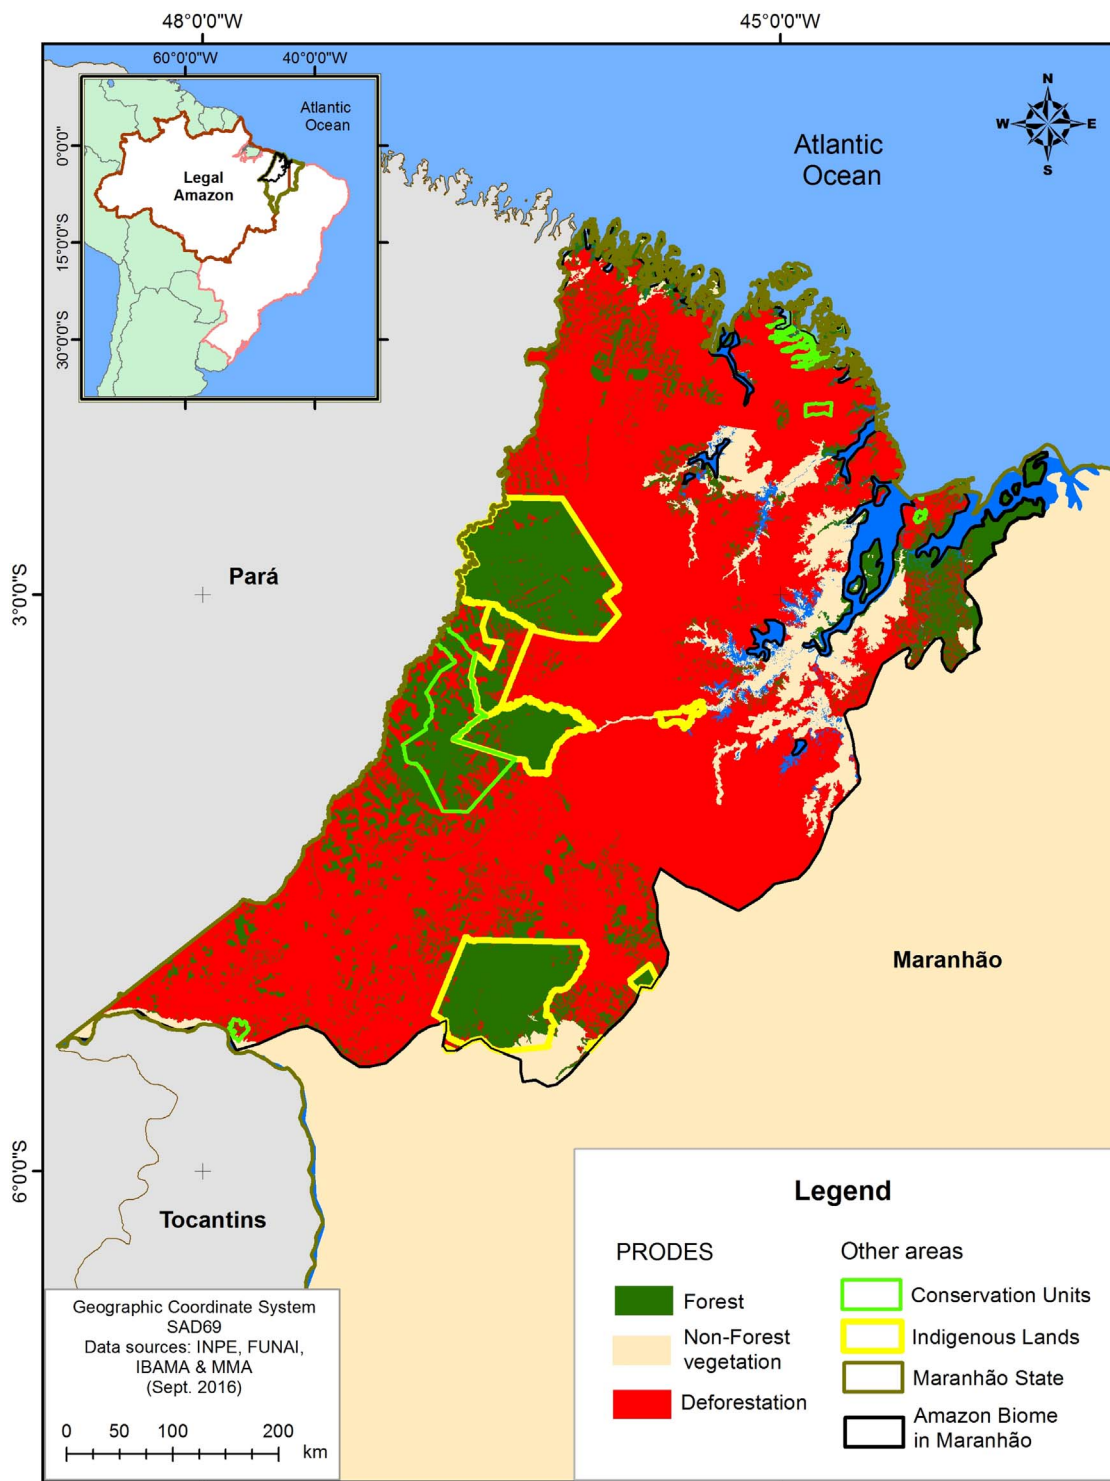 48°0'0"W
45°0'0"W
60°0'0"W
40°0'0"W
Atlantic
Ocean
0°0'0"
15°0'0"S
30°0'0"S
Legal
Amazon
N
W
E
S
Atlantic
Ocean
3°0'0"S
Pará
Maranhão
6°0'0"S
Tocantins
Geographic Coordinate System
SAD69
Data sources: INPE, FUNAI,
IBAMA & MMA
(Sept. 2016)
0 50 100 200
km
Legend
PRODES
Forest
Non-Forest
vegetation
Deforestation
Other areas
Conservation Units
Indigenous Lands
Maranhão State
Amazon Biome
in Maranhão